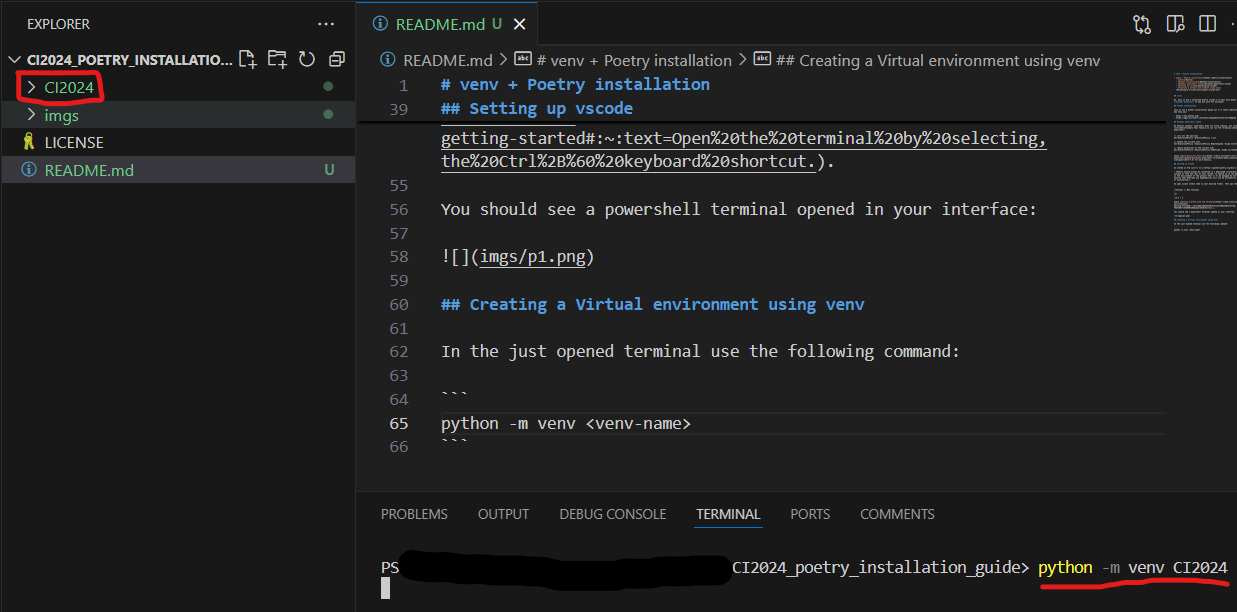 EXPLORER
CI2024_POETRY_INSTALLATIO...
CI2024
imgs
LICENSE
README.md U
README.md U
README.md > # venv + Poetry installation > ## Creating a Virtual environment using venv
1 # venv + Poetry installation
39 ## Setting up vscode
getting-started#:~:text=Open%20the%20terminal%20by%20selecting,
the%20Ctrl%2B%60%20keyboard%20shortcut.).
55
56 You should see a powershell terminal opened in your interface:
57
58 ![](imgs/p1.png)
59
60 ## Creating a Virtual environment using venv
61
62 In the just opened terminal use the following command:
63
64 ```
65 python -m venv <venv-name>
66 ```
PROBLEMS OUTPUT DEBUG CONSOLE TERMINAL PORTS COMMENTS
PS CI2024_poetry_installation_guide> python -m venv CI2024